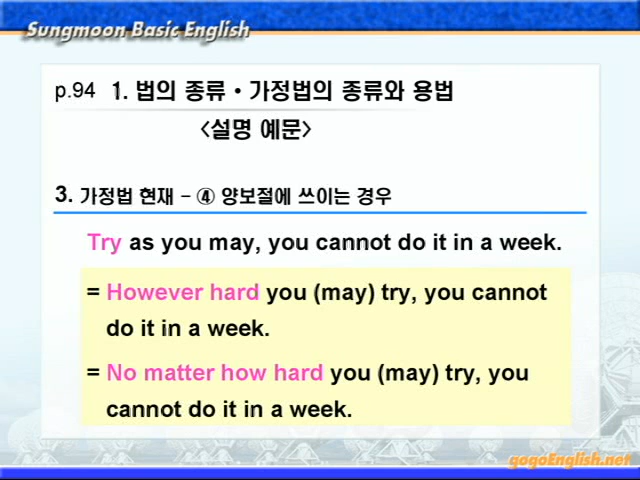 Sungmoon Basic English
p.94 1. 법의 종류 • 가정법의 종류와 용법
<설명 예문>
3. 가정법 현재 - ④ 양보절에 쓰이는 경우
Try as you may, you cannot do it in a week.
= However hard you (may) try, you cannot
do it in a week.
= No matter how hard you (may) try, you
cannot do it in a week.
gogoEnglish.net